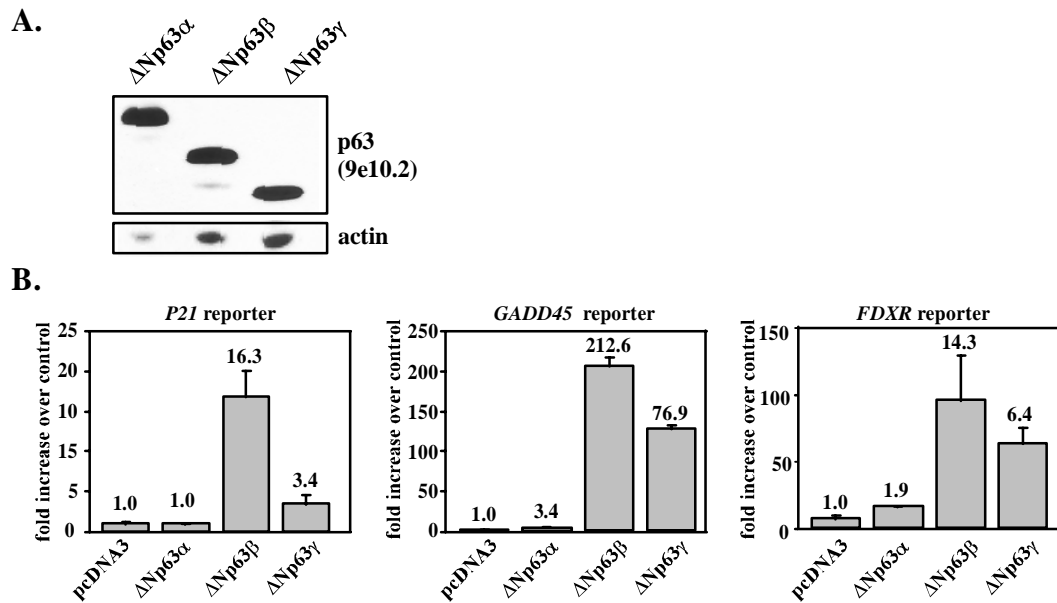 A.
ΔNp63α ΔNp63β ΔNp63γ
p63
(9e10.2)
actin
B.
P21 reporter
fold increase over control
25
20
10
15
5
0
1.0 1.0 16.3 3.4
pcDNA3 ΔNp63α ΔNp63β ΔNp63γ
GADD45 reporter
fold increase over control
250
200
150
100
50
0
1.0 3.4 212.6 76.9
pcDNA3 ΔNp63α ΔNp63β ΔNp63γ
FDXR reporter
fold increase over control
150
100
50
0
1.0 1.9 14.3 6.4
pcDNA3 ΔNp63α ΔNp63β ΔNp63γ